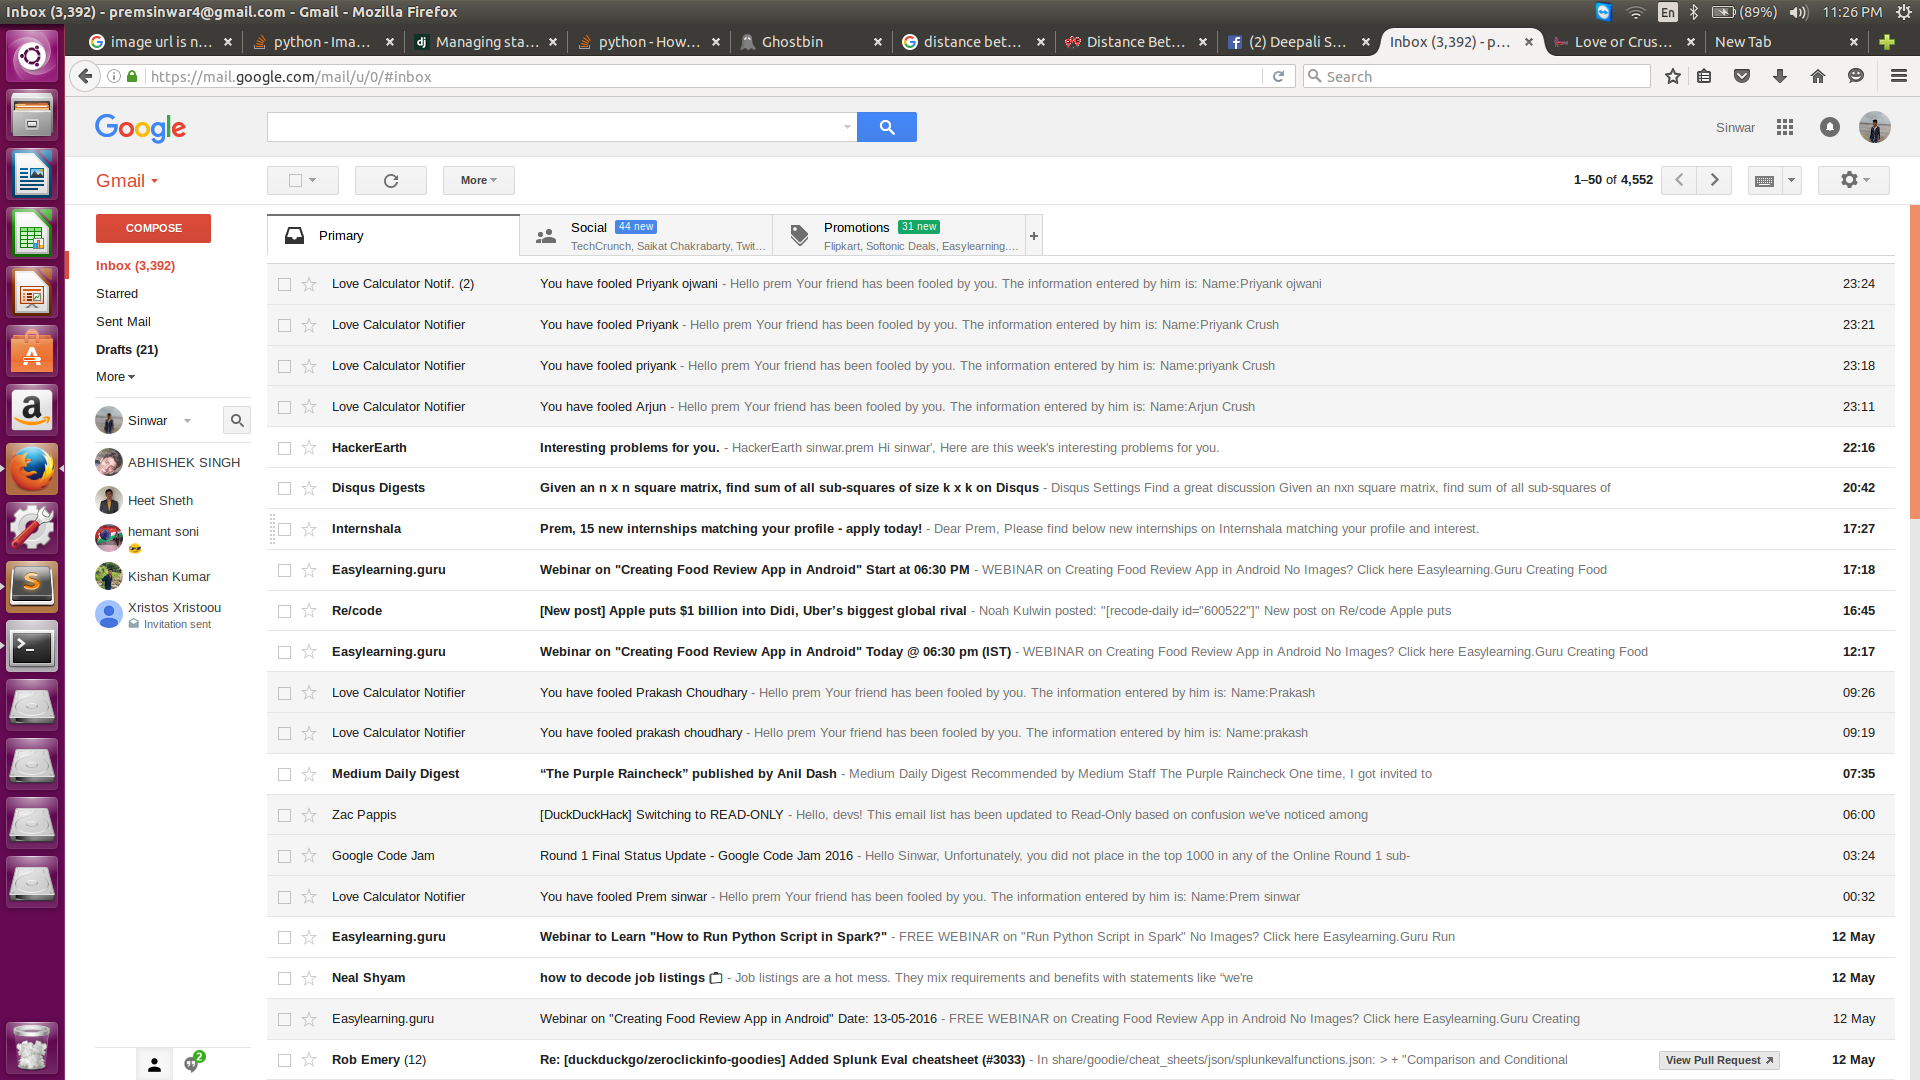 Inbox (3,392) - premsinwar4@gmail.com - Gmail - Mozilla Firefox
En (89%) 11:26 PM
image url is n... python - Ima... Managing sta... python - How... Ghostbin distance bet... Distance Bet... (2) Deepali S... Inbox (3,392) - p... Love or Crus... New Tab
https://mail.google.com/mail/u/0/#inbox Search
Google Sinwar
Gmail More 1–50 of 4,552
COMPOSE
Inbox (3,392)
Starred
Sent Mail
Drafts (21)
More
Sinwar
ABHISHEK SINGH
Heet Sheth
hemant soni
😎
Kishan Kumar
Xristos Xristoou
Invitation sent
2
Primary
Social 44 new
TechCrunch, Saikat Chakrabarty, Twit...
Promotions 31 new
Flipkart, Softonic Deals, Easylearning....
+
Love Calculator Notif. (2) You have fooled Priyank ojwani - Hello prem Your friend has been fooled by you. The information entered by him is: Name:Priyank ojwani 23:24
Love Calculator Notifier You have fooled Priyank - Hello prem Your friend has been fooled by you. The information entered by him is: Name:Priyank Crush 23:21
Love Calculator Notifier You have fooled priyank - Hello prem Your friend has been fooled by you. The information entered by him is: Name:priyank Crush 23:18
Love Calculator Notifier You have fooled Arjun - Hello prem Your friend has been fooled by you. The information entered by him is: Name:Arjun Crush 23:11
HackerEarth Interesting problems for you. - HackerEarth sinwar.prem Hi sinwar', Here are this week's interesting problems for you. 22:16
Disqus Digests Given an n x n square matrix, find sum of all sub-squares of size k x k on Disqus - Disqus Settings Find a great discussion Given an nxn square matrix, find sum of all sub-squares of 20:42
Internshala Prem, 15 new internships matching your profile - apply today! - Dear Prem, Please find below new internships on Internshala matching your profile and interest. 17:27
Easylearning.guru Webinar on "Creating Food Review App in Android" Start at 06:30 PM - WEBINAR on Creating Food Review App in Android No Images? Click here Easylearning.Guru Creating Food 17:18
Re/code [New post] Apple puts $1 billion into Didi, Uber’s biggest global rival - Noah Kulwin posted: "[recode-daily id="600522"]" New post on Re/code Apple puts 16:45
Easylearning.guru Webinar on "Creating Food Review App in Android" Today @ 06:30 pm (IST) - WEBINAR on Creating Food Review App in Android No Images? Click here Easylearning.Guru Creating Food 12:17
Love Calculator Notifier You have fooled Prakash Choudhary - Hello prem Your friend has been fooled by you. The information entered by him is: Name:Prakash 09:26
Love Calculator Notifier You have fooled prakash choudhary - Hello prem Your friend has been fooled by you. The information entered by him is: Name:prakash 09:19
Medium Daily Digest “The Purple Raincheck” published by Anil Dash - Medium Daily Digest Recommended by Medium Staff The Purple Raincheck One time, I got invited to 07:35
Zac Pappis [DuckDuckHack] Switching to READ-ONLY - Hello, devs! This email list has been updated to Read-Only based on confusion we've noticed among 06:00
Google Code Jam Round 1 Final Status Update - Google Code Jam 2016 - Hello Sinwar, Unfortunately, you did not place in the top 1000 in any of the Online Round 1 sub- 03:24
Love Calculator Notifier You have fooled Prem sinwar - Hello prem Your friend has been fooled by you. The information entered by him is: Name:Prem sinwar 00:32
Easylearning.guru Webinar to Learn "How to Run Python Script in Spark?" - FREE WEBINAR on "Run Python Script in Spark" No Images? Click here Easylearning.Guru Run 12 May
Neal Shyam how to decode job listings - Job listings are a hot mess. They mix requirements and benefits with statements like “we're 12 May
Easylearning.guru Webinar on "Creating Food Review App in Android" Date: 13-05-2016 - FREE WEBINAR on Creating Food Review App in Android No Images? Click here Easylearning.Guru Creating 12 May
Rob Emery (12) Re: [duckduckgo/zeroclickinfo-goodies] Added Splunk Eval cheatsheet (#3033) - In share/goodie/cheat_sheets/json/splunkevalfunctions.json: > + "Comparison and Conditional View Pull Request 12 May